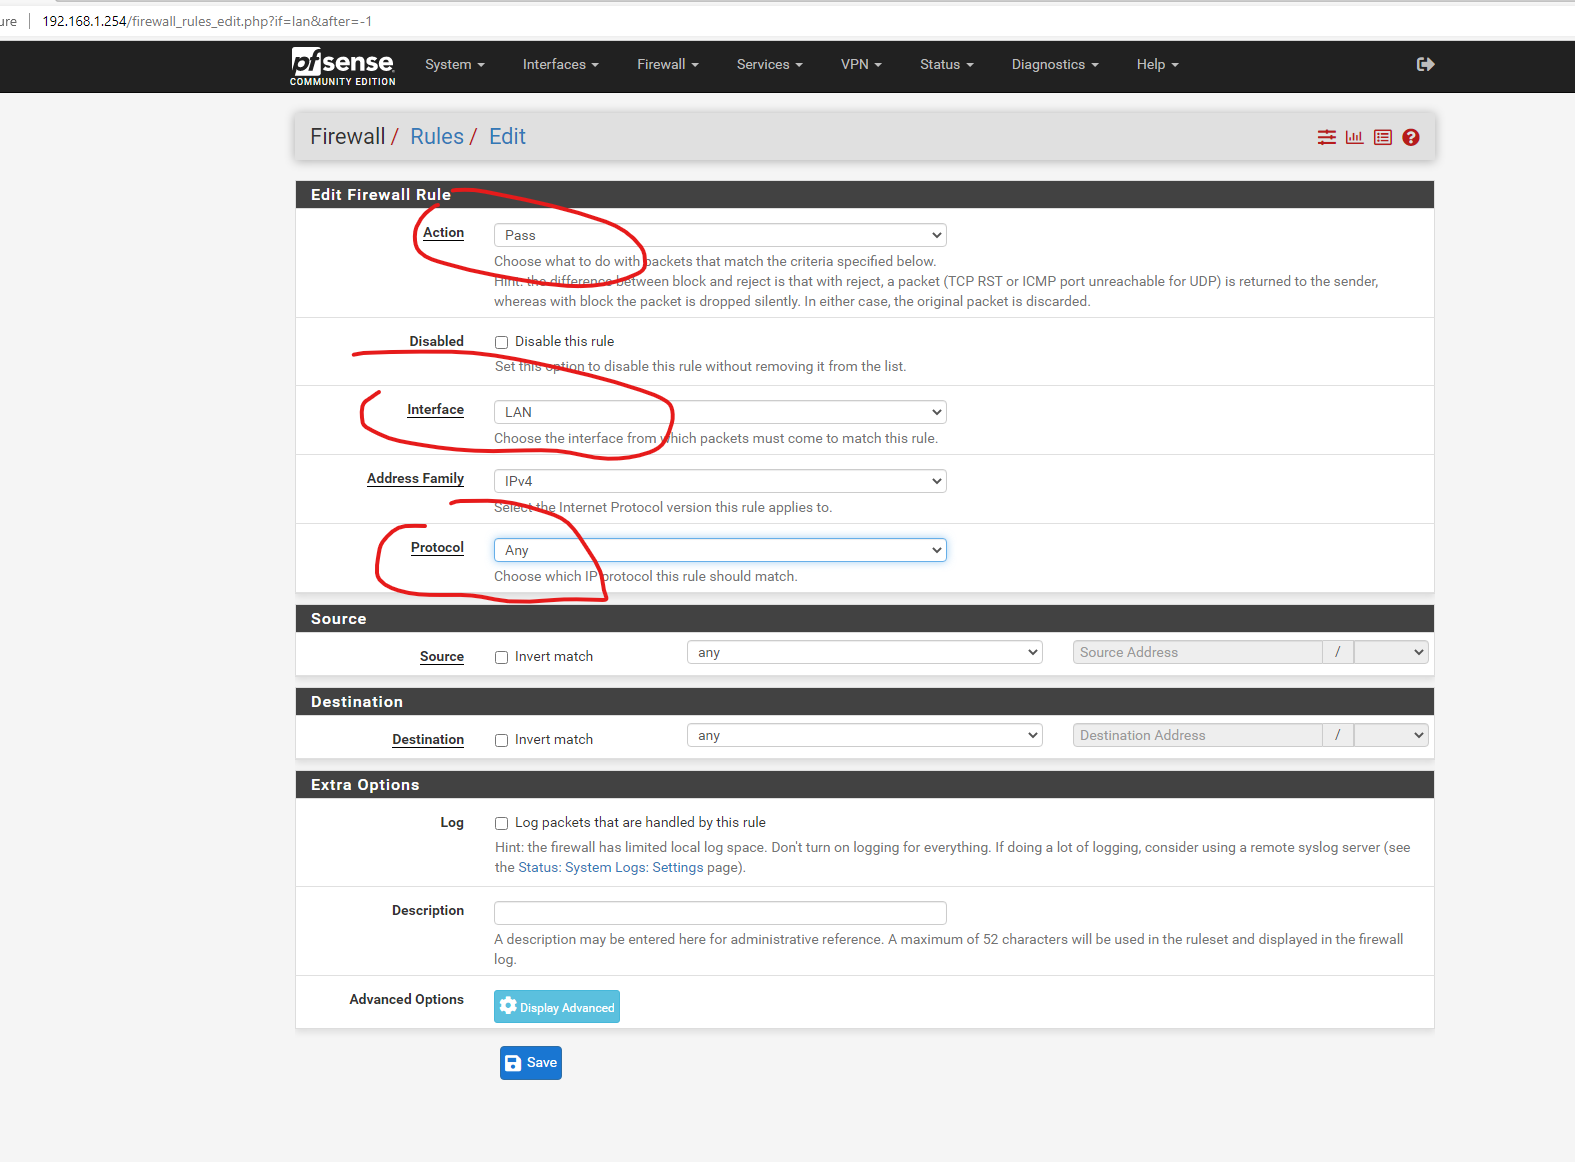 ure 192.168.1.254/firewall_rules_edit.php?if=lan&after=-1
pfsense System Interfaces Firewall Services VPN Status Diagnostics Help
COMMUNITY EDITION
Firewall / Rules / Edit
Edit Firewall Rule
Action Pass
Choose what to do with packets that match the criteria specified below.
Hint: the difference between block and reject is that with reject, a packet (TCP RST or ICMP port unreachable for UDP) is returned to the sender,
whereas with block the packet is dropped silently. In either case, the original packet is discarded.
Disabled Disable this rule
Set this option to disable this rule without removing it from the list.
Interface LAN
Choose the interface from which packets must come to match this rule.
Address Family IPv4
Select the Internet Protocol version this rule applies to.
Protocol Any
Choose which IP protocol this rule should match.
Source
Source Invert match any Source Address /
Destination
Destination Invert match any Destination Address /
Extra Options
Log Log packets that are handled by this rule
Hint: the firewall has limited local log space. Don't turn on logging for everything. If doing a lot of logging, consider using a remote syslog server (see
the Status: System Logs: Settings page).
Description
A description may be entered here for administrative reference. A maximum of 52 characters will be used in the ruleset and displayed in the firewall
log.
Advanced Options Display Advanced
Save